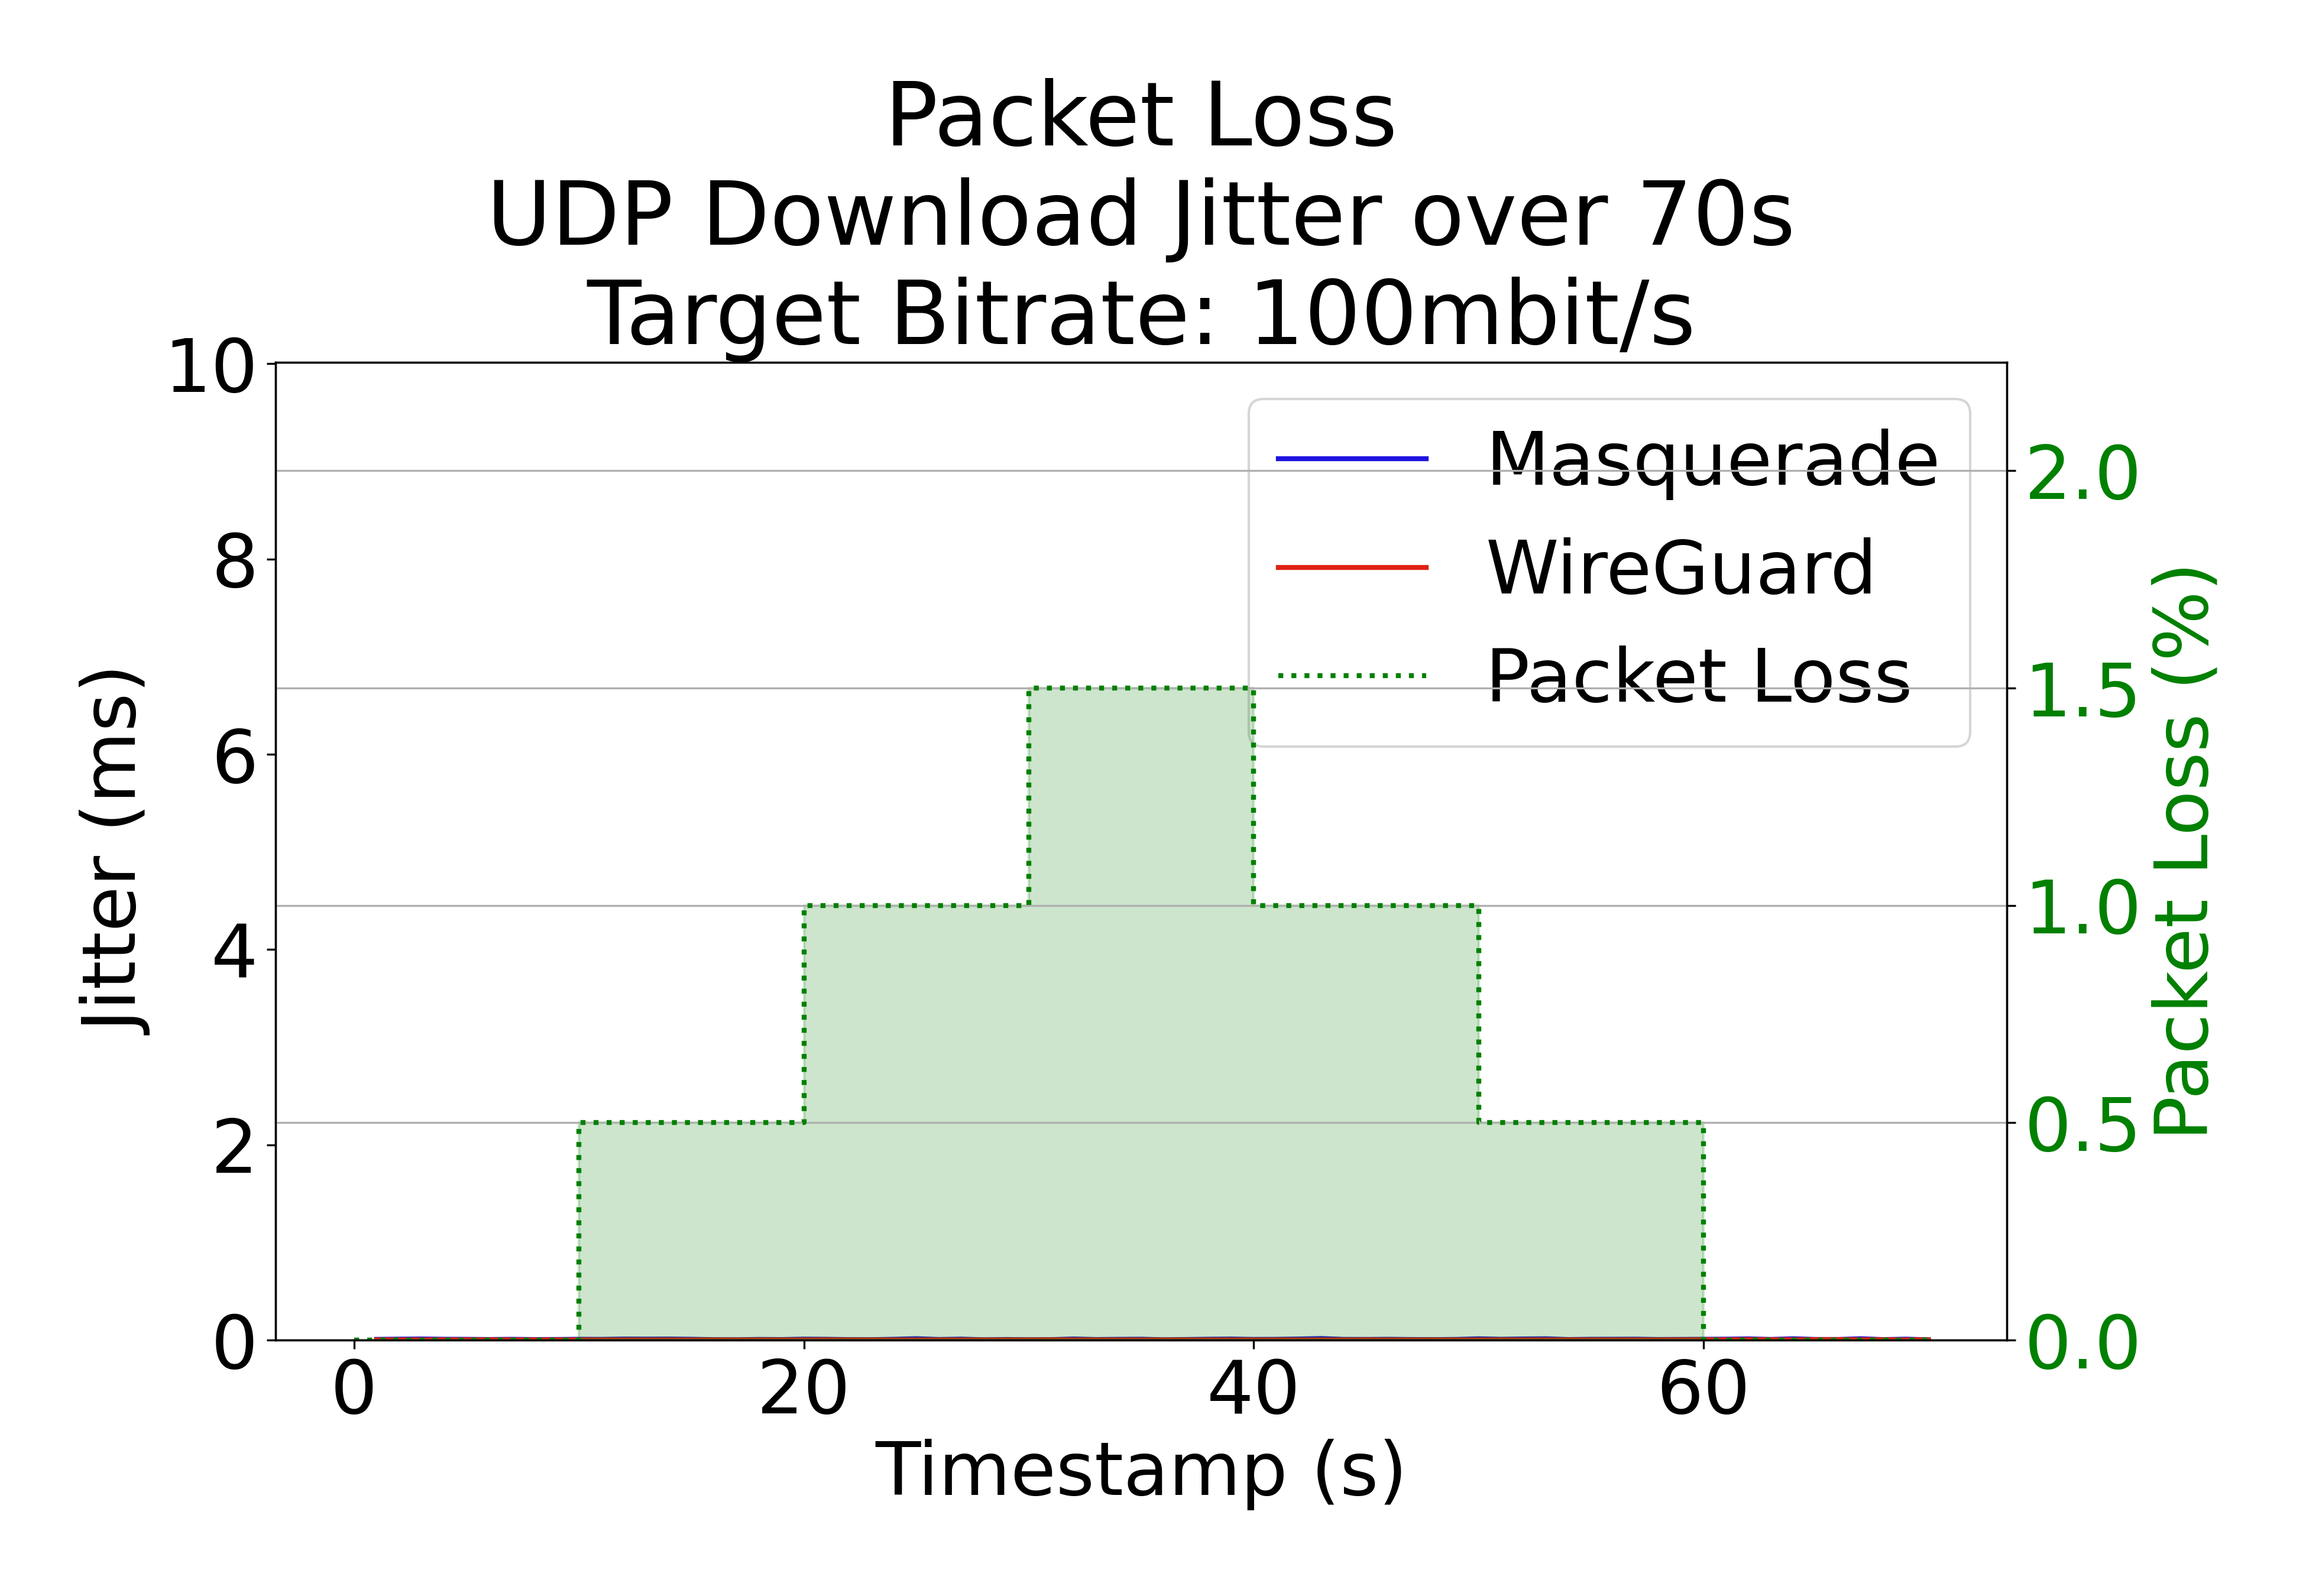 Packet Loss
UDP Download Jitter over 70s
Target Bitrate: 100mbit/s
10
8
6
4
2
0
Jitter (ms)
Masquerade
WireGuard
Packet Loss
2.0
1.5
1.0
0.5
0.0
Packet Loss (%)
0 20 40 60
Timestamp (s)